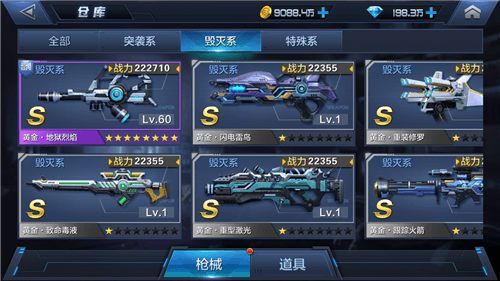 仓库
9088.4万
198.3万
全部
突袭系
毁灭系
特殊系
毁灭系 战力 222710
S
Lv.60
黄金·地狱烈焰
毁灭系 战力 22355
S
Lv.1
黄金·闪电雷鸟
毁灭系
S
黄金·重装修罗
毁灭系 战力 22355
S
Lv.1
黄金·致命毒液
毁灭系 战力 22355
S
Lv.1
黄金·重型激光
毁灭系
S
黄金·跟踪火箭
枪械
道具